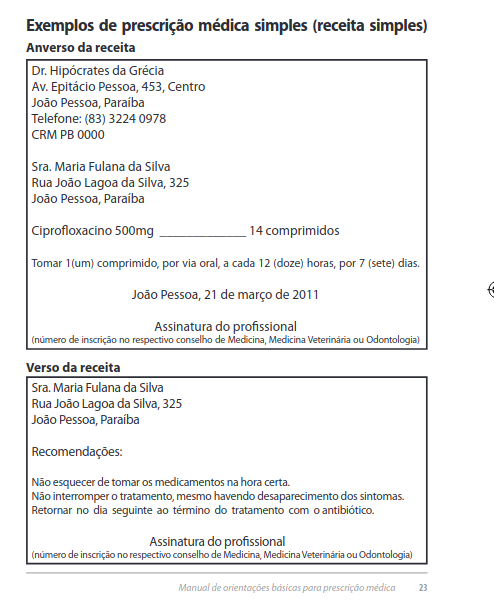 Exemplos de prescrição médica simples (receita simples)
Anverso da receita
Dr. Hipócrates da Grécia
Av. Epitácio Pessoa, 453, Centro
João Pessoa, Paraíba
Telefone: (83) 3224 0978
CRM PB 0000
Sra. Maria Fulana da Silva
Rua João Lagoa da Silva, 325
João Pessoa, Paraíba
Ciprofloxacino 500mg _____________ 14 comprimidos
Tomar 1(um) comprimido, por via oral, a cada 12 (doze) horas, por 7 (sete) dias.
João Pessoa, 21 de março de 2011
Assinatura do profissional
(número de inscrição no respectivo conselho de Medicina, Medicina Veterinária ou Odontologia)
Verso da receita
Sra. Maria Fulana da Silva
Rua João Lagoa da Silva, 325
João Pessoa, Paraíba
Recomendações:
Não esquecer de tomar os medicamentos na hora certa.
Não interromper o tratamento, mesmo havendo desaparecimento dos sintomas.
Retornar no dia seguinte ao término do tratamento com o antibiótico.
Assinatura do profissional
(número de inscrição no respectivo conselho de Medicina, Medicina Veterinária ou Odontologia)
Manual de orientações básicas para prescrição médica 23